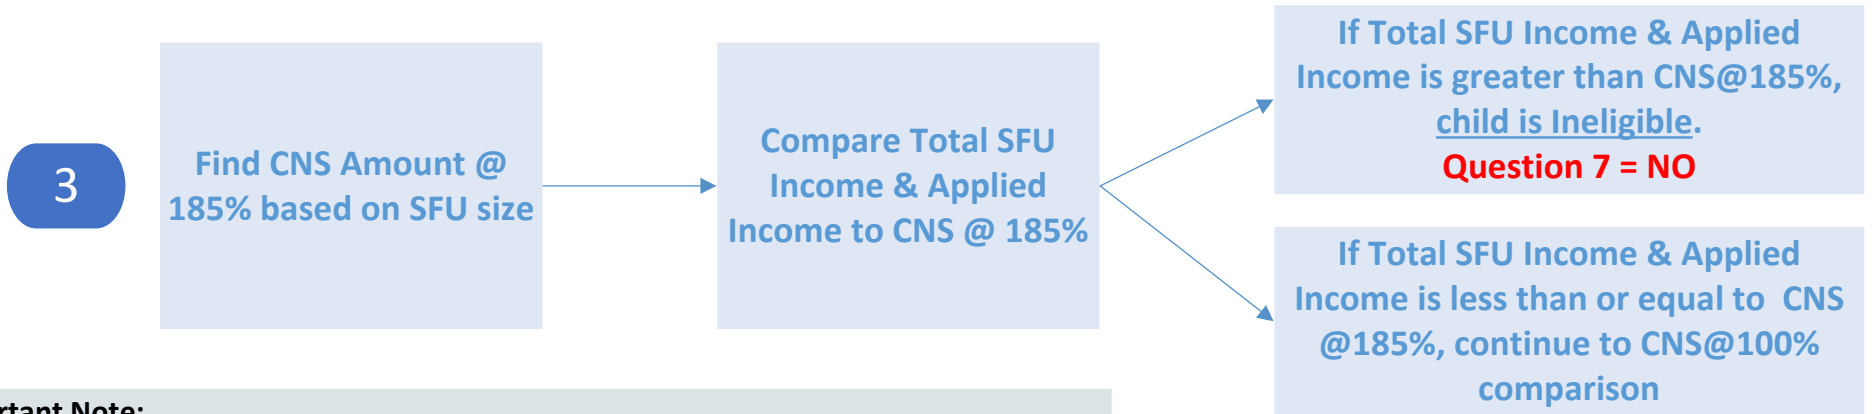 3
Find CNS Amount @
185% based on SFU size
Compare Total SFU
Income & Applied
Income to CNS @ 185%
If Total SFU Income & Applied
Income is greater than CNS@185%,
child is Ineligible.
Question 7 = NO
If Total SFU Income & Applied
Income is less than or equal to  CNS
@185%, continue to CNS@100%
comparison
rtant Note: